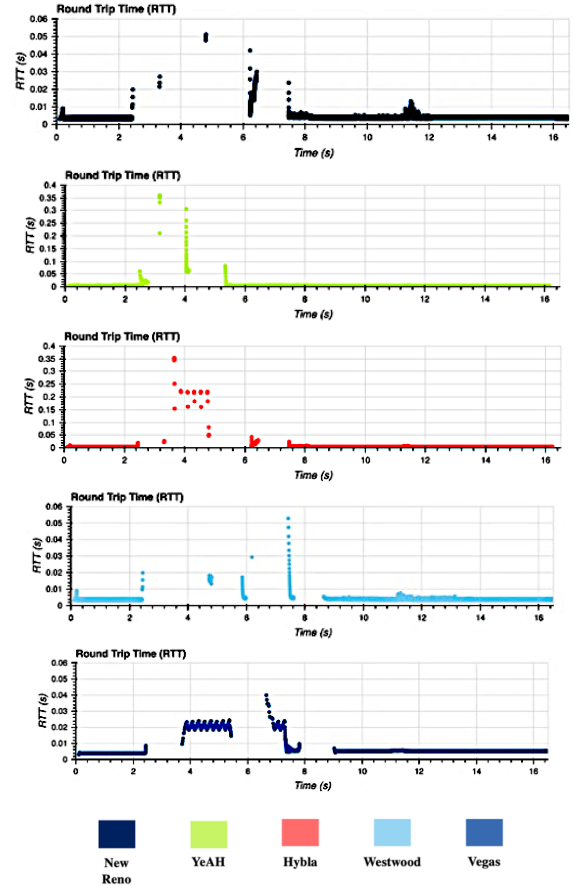 Round Trip Time (RTT)
RTT (s)
0.06
0.05
0.04
0.03
0.02
0.01
0
0 2 4 6 8 10 12 14 16
Time (s)
Round Trip Time (RTT)
RTT (s)
0.4
0.35
0.3
0.25
0.2
0.15
0.1
0.05
0
0 2 4 6 8 10 12 14 16
Time (s)
Round Trip Time (RTT)
RTT (s)
0.4
0.35
0.3
0.25
0.2
0.15
0.1
0.05
0
0 2 4 6 8 10 12 14 16
Time (s)
Round Trip Time (RTT)
RTT (s)
0.06
0.05
0.04
0.03
0.02
0.01
0
0 2 4 6 8 10 12 14 16
Time (s)
Round Trip Time (RTT)
RTT (s)
0.06
0.05
0.04
0.03
0.02
0.01
0
0 2 4 6 8 10 12 14 16
Time (s)
New Reno
YeAH
Hybla
Westwood
Vegas